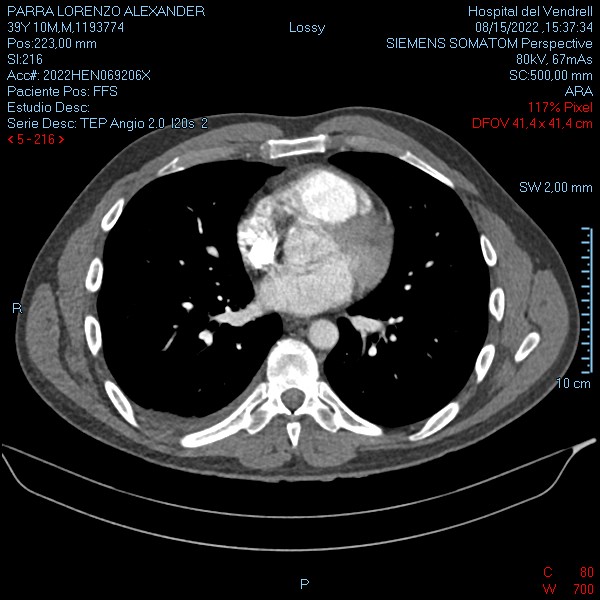 PARRA LORENZO ALEXANDER
39Y 10M,M,1193774
Pos:223,00 mm
SI:216
Acc#: 2022HEN069206X
Paciente Pos: FFS
Estudio Desc:
Serie Desc: TEP Angio 2.0 I20s 2
< 5 - 216 >
Lossy
Hospital del Vendrell
08/15/2022 ,15:37:34
SIEMENS SOMATOM Perspective
80kV, 67mAs
SC:500,00 mm
ARA
117% Pixel
DFOV 41,4 x 41,4 cm
SW 2,00 mm
R
10 cm
P
C 80
W 700